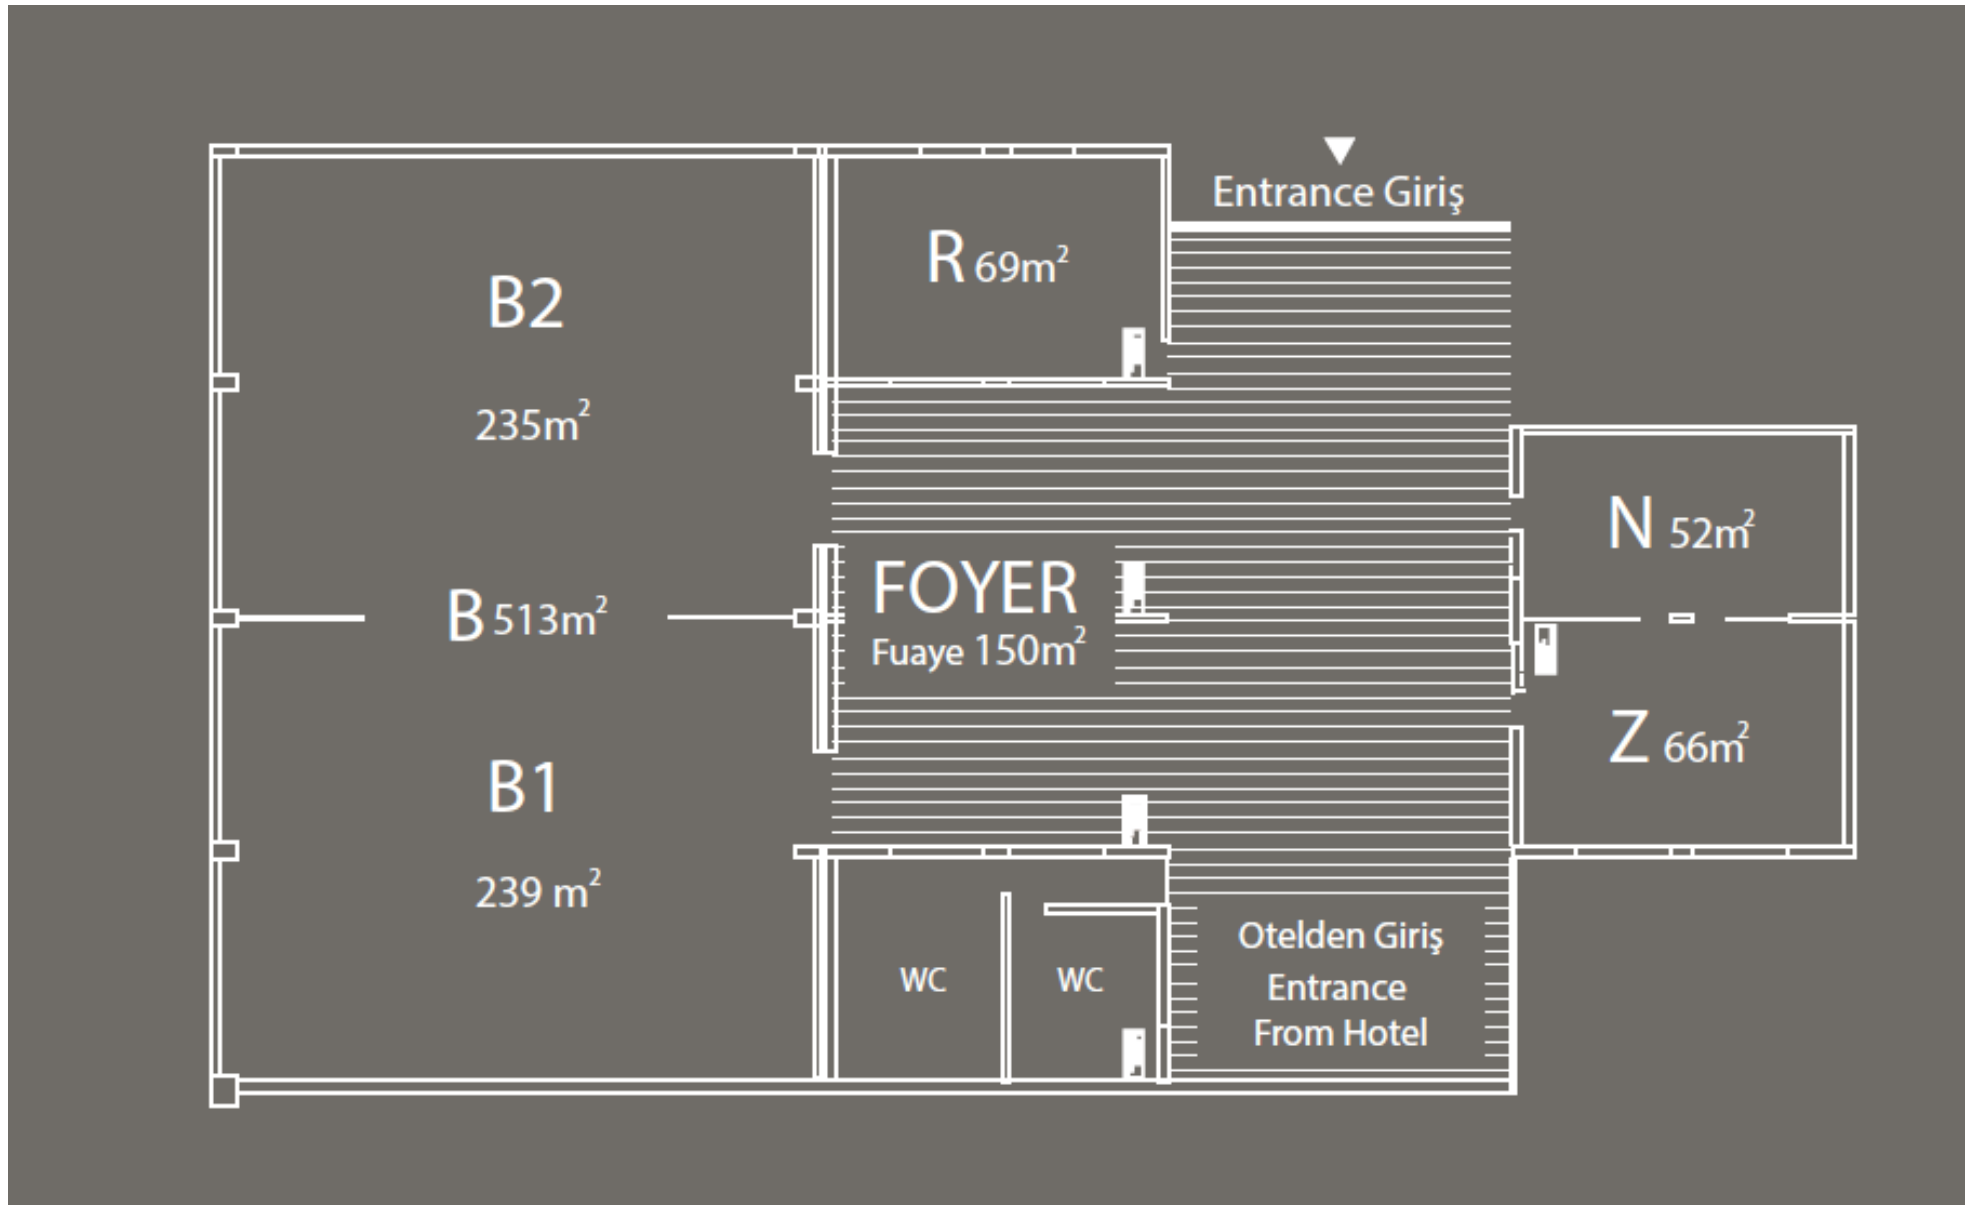 Entrance Giriş
R 69m²
B2
235m²
N 52m²
FOYER
Fuaye 150m²
B 513m²
Z 66m²
B1
239 m²
WC
WC
Otelden Giriş
Entrance
From Hotel